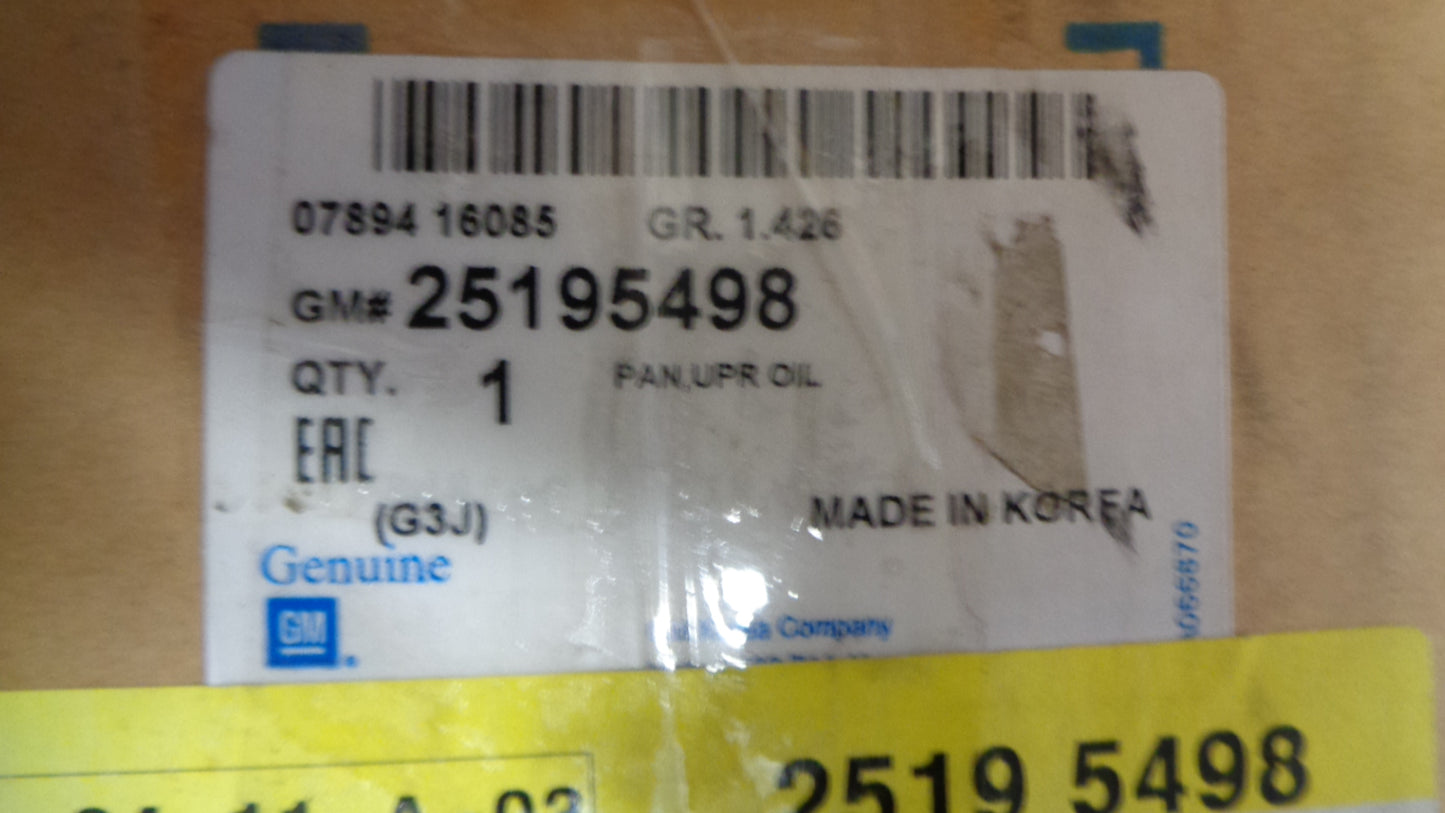 07894 16085 GR. 1.426
GM# 25195498
QTY. 1 PAN,UPR OIL
EAC
(G3J)
MADE IN KOREA
Genuine
GM
Company
2519 5498